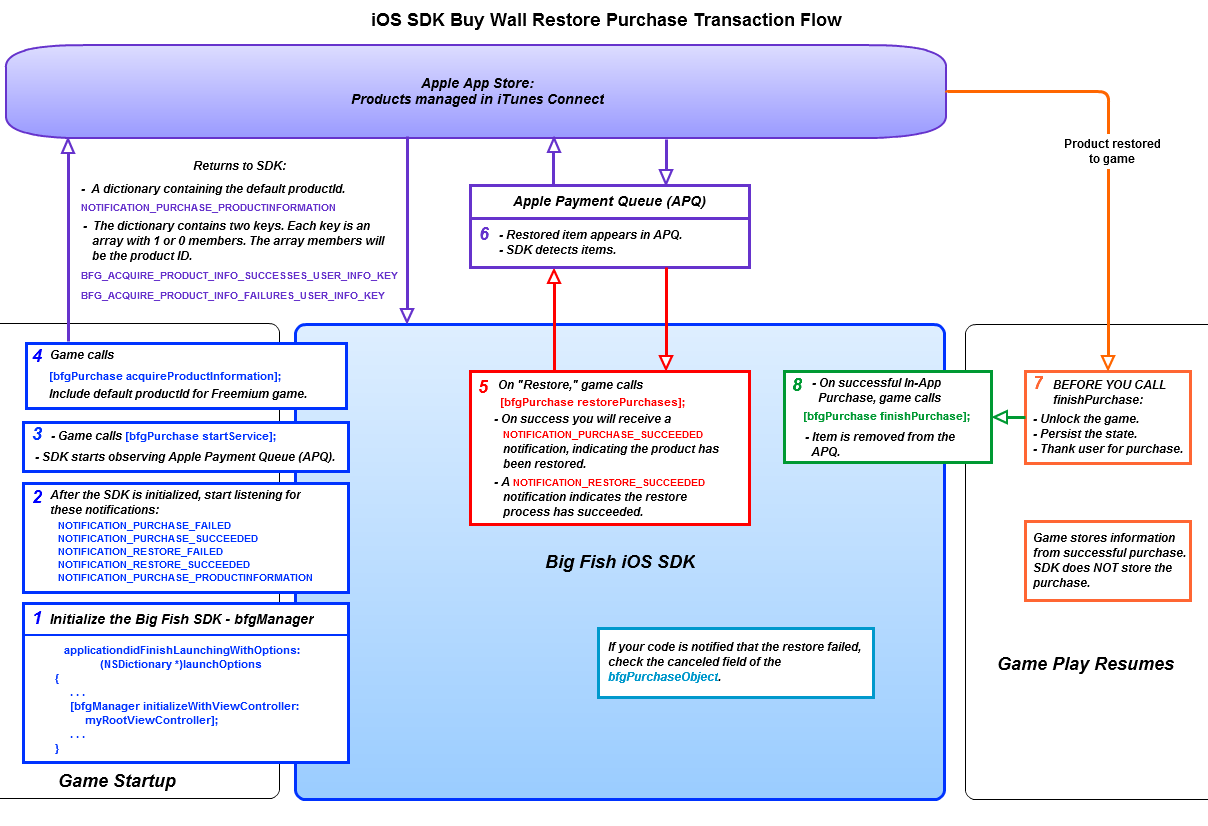 iOS SDK Buy Wall Restore Purchase Transaction Flow
Apple App Store:
Products managed in iTunes Connect
Product restored
to game
Returns to SDK:
- A dictionary containing the default productId.
NOTIFICATION_PURCHASE_PRODUCTINFORMATION
- The dictionary contains two keys. Each key is an
array with 1 or 0 members. The array members will
be the product ID.
BFG_ACQUIRE_PRODUCT_INFO_SUCCESSES_USER_INFO_KEY
BFG_ACQUIRE_PRODUCT_INFO_FAILURES_USER_INFO_KEY
Apple Payment Queue (APQ)
6 - Restored item appears in APQ.
- SDK detects items.
4 Game calls
[bfgPurchase acquireProductInformation];
Include default productId for Freemium game.
3 - Game calls [bfgPurchase startService];
- SDK starts observing Apple Payment Queue (APQ).
2 After the SDK is initialized, start listening for
these notifications:
NOTIFICATION_PURCHASE_FAILED
NOTIFICATION_PURCHASE_SUCCEEDED
NOTIFICATION_RESTORE_FAILED
NOTIFICATION_RESTORE_SUCCEEDED
NOTIFICATION_PURCHASE_PRODUCTINFORMATION
1 Initialize the Big Fish SDK - bfgManager
applicationdidFinishLaunchingWithOptions:
(NSDictionary *)launchOptions
{
...
[bfgManager initializeWithViewController:
myRootViewController];
...
}
Game Startup
5 On "Restore," game calls
[bfgPurchase restorePurchases];
- On success you will receive a
NOTIFICATION_PURCHASE_SUCCEEDED
notification, indicating the product has
been restored.
- A NOTIFICATION_RESTORE_SUCCEEDED
notification indicates the restore
process has succeeded.
Big Fish iOS SDK
If your code is notified that the restore failed,
check the canceled field of the
bfgPurchaseObject.
8 - On successful In-App
Purchase, game calls
[bfgPurchase finishPurchase];
- Item is removed from the
APQ.
7 BEFORE YOU CALL
finishPurchase:
- Unlock the game.
- Persist the state.
- Thank user for purchase.
Game stores information
from successful purchase.
SDK does NOT store the
purchase.
Game Play Resumes